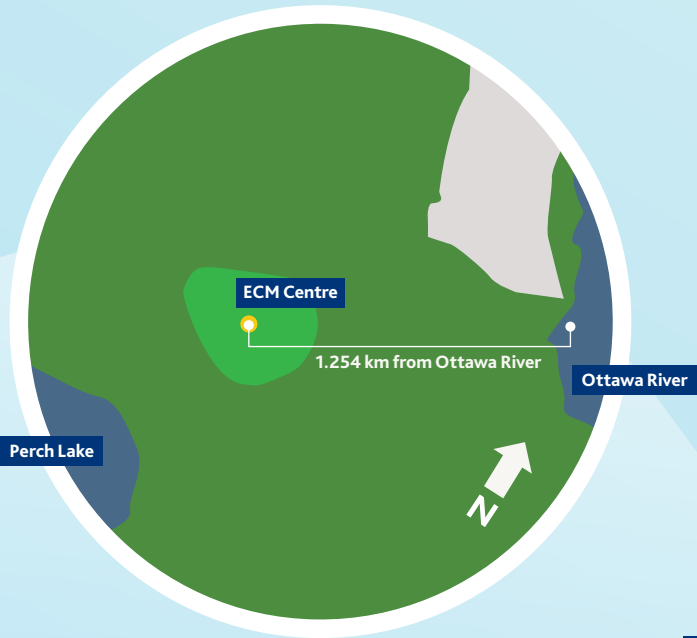 ECM Centre
1.254 km from Ottawa River
Ottawa River
Perch Lake
N